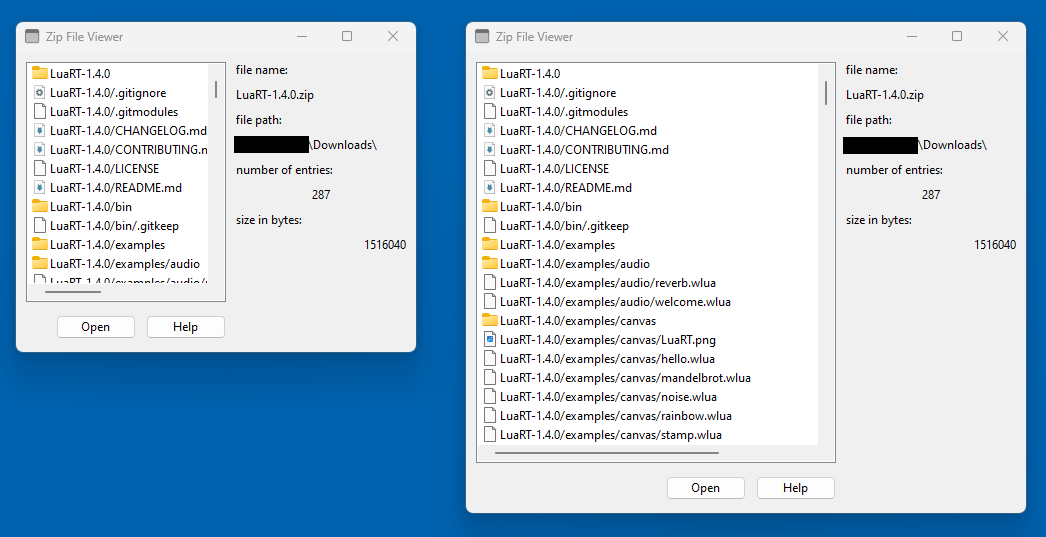 Zip File Viewer
LuaRT-1.4.0
LuaRT-1.4.0/.gitignore
LuaRT-1.4.0/.gitmodules
LuaRT-1.4.0/CHANGELOG.md
LuaRT-1.4.0/CONTRIBUTING.m
LuaRT-1.4.0/LICENSE
LuaRT-1.4.0/README.md
LuaRT-1.4.0/bin
LuaRT-1.4.0/bin/.gitkeep
LuaRT-1.4.0/examples
LuaRT-1.4.0/examples/audio
LuaRT-1.4.0/examples/audio/
file name:
LuaRT-1.4.0.zip
file path:
\Downloads\
number of entries:
287
size in bytes:
1516040
Open
Help
Zip File Viewer
LuaRT-1.4.0
LuaRT-1.4.0/.gitignore
LuaRT-1.4.0/.gitmodules
LuaRT-1.4.0/CHANGELOG.md
LuaRT-1.4.0/CONTRIBUTING.md
LuaRT-1.4.0/LICENSE
LuaRT-1.4.0/README.md
LuaRT-1.4.0/bin
LuaRT-1.4.0/bin/.gitkeep
LuaRT-1.4.0/examples
LuaRT-1.4.0/examples/audio
LuaRT-1.4.0/examples/audio/reverb.wlua
LuaRT-1.4.0/examples/audio/welcome.wlua
LuaRT-1.4.0/examples/canvas
LuaRT-1.4.0/examples/canvas/LuaRT.png
LuaRT-1.4.0/examples/canvas/hello.wlua
LuaRT-1.4.0/examples/canvas/mandelbrot.wlua
LuaRT-1.4.0/examples/canvas/noise.wlua
LuaRT-1.4.0/examples/canvas/rainbow.wlua
LuaRT-1.4.0/examples/canvas/stamp.wlua
file name:
LuaRT-1.4.0.zip
file path:
\Downloads\
number of entries:
287
size in bytes:
1516040
Open
Help